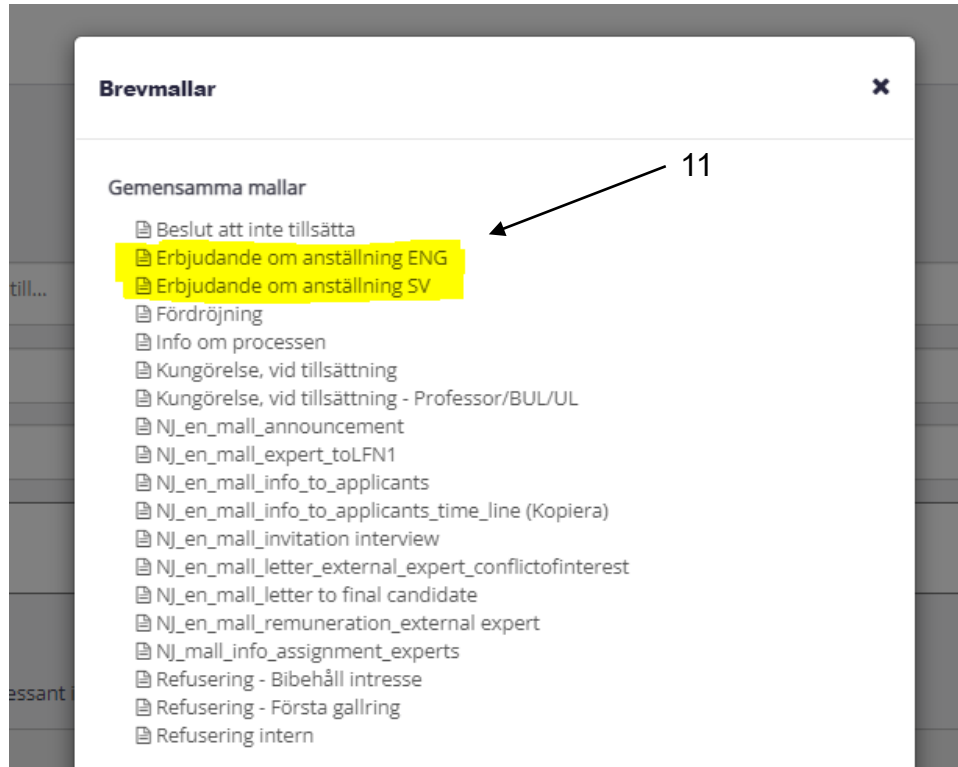 Brevmallar
11
Gemensamma mallar
Beslut att inte tillsätta
Erbjudande om anställning ENG
Erbjudande om anställning SV
till...
Fördröjning
Info om processen
Kungörelse, vid tillsättning
Kungörelse, vid tillsättning - Professor/BUL/UL
NJ_en_mall_announcement
NJ_en_mall_expert_toLFN1
NJ_en_mall_info_to_applicants
NJ_en_mall_info_to_applicants_time_line (Kopiera)
NJ_en_mall_invitation interview
NJ_en_mall_letter_external_expert_conflictofinterest
NJ_en_mall_letter to final candidate
NJ_en_mall_remuneration_external expert
NJ_mall_info_assignment_experts
Refusering - Bibehåll intresse
Refusering - Första gallring
Refusering intern